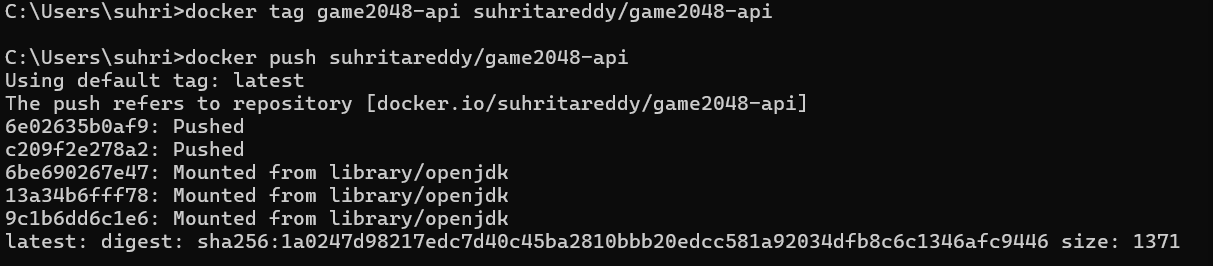 C:\Users\suhri>docker tag game2048-api suhritareddy/game2048-api
C:\Users\suhri>docker push suhritareddy/game2048-api
Using default tag: latest
The push refers to repository [docker.io/suhritareddy/game2048-api]
6e02635b0af9: Pushed
c209f2e278a2: Pushed
6be690267e47: Mounted from library/openjdk
13a34b6fff78: Mounted from library/openjdk
9c1b6dd6c1e6: Mounted from library/openjdk
latest: digest: sha256:1a0247d98217edc7d40c45ba2810bbb20edcc581a92034dfb8c6c1346afc9446 size: 1371